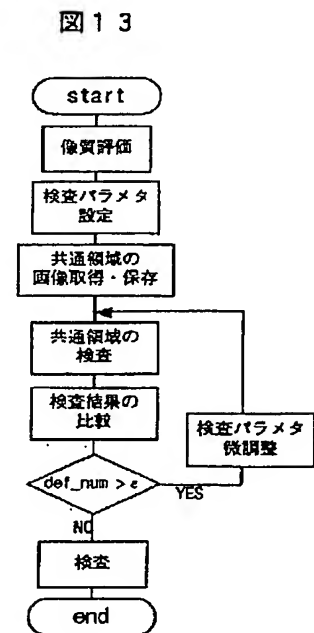 図13
start
像質評価
検査パラメタ
設定
共通領域の
画像取得・保存
共通領域の
検査
検査結果の
比較
検査パラメタ
微調整
def_num > ε
YES
NO
検査
end